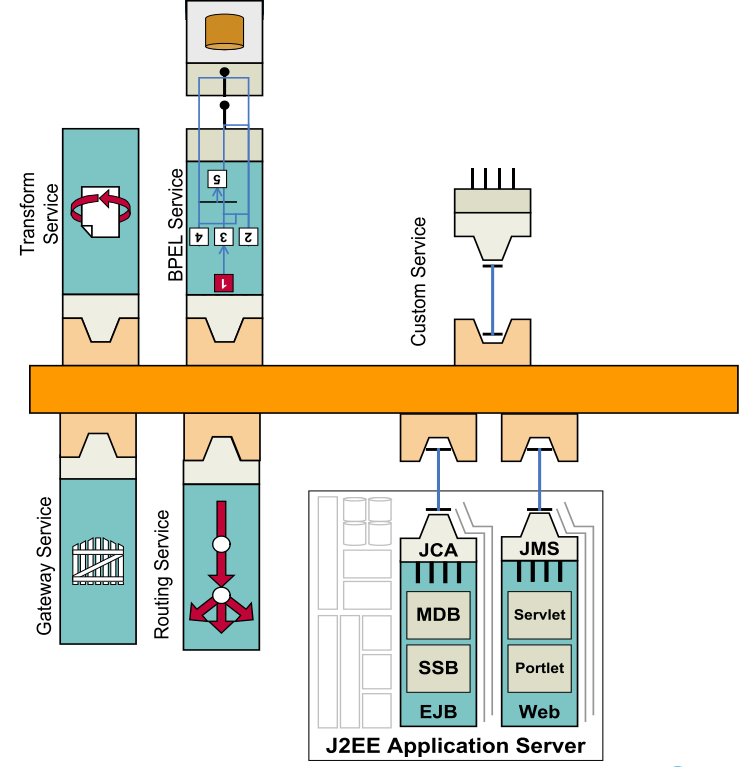 Transform
Service
BPEL Service
5
4
3
2
1
Custom Service
Gateway Service
Routing Service
JCA
JMS
MDB
Servlet
SSB
Portlet
EJB
Web
J2EE Application Server